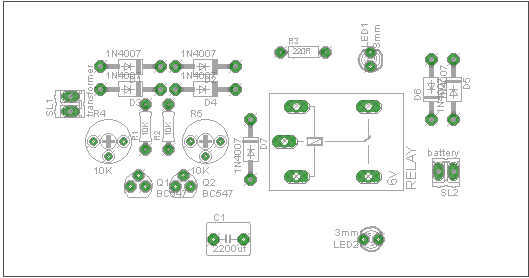 R3
220R
LED1
3mm
1N4007
1N4007
1N4007
1N4007
D3
D4
transformer
SL1
R4
10K
R1
10K
R2
10K
R5
10K
1N4007
D7
D6
1N4007
D5
RELAY
6V
battery
SL2
Q1
BC547
Q2
BC547
C1
2200uf
3mm
LED2